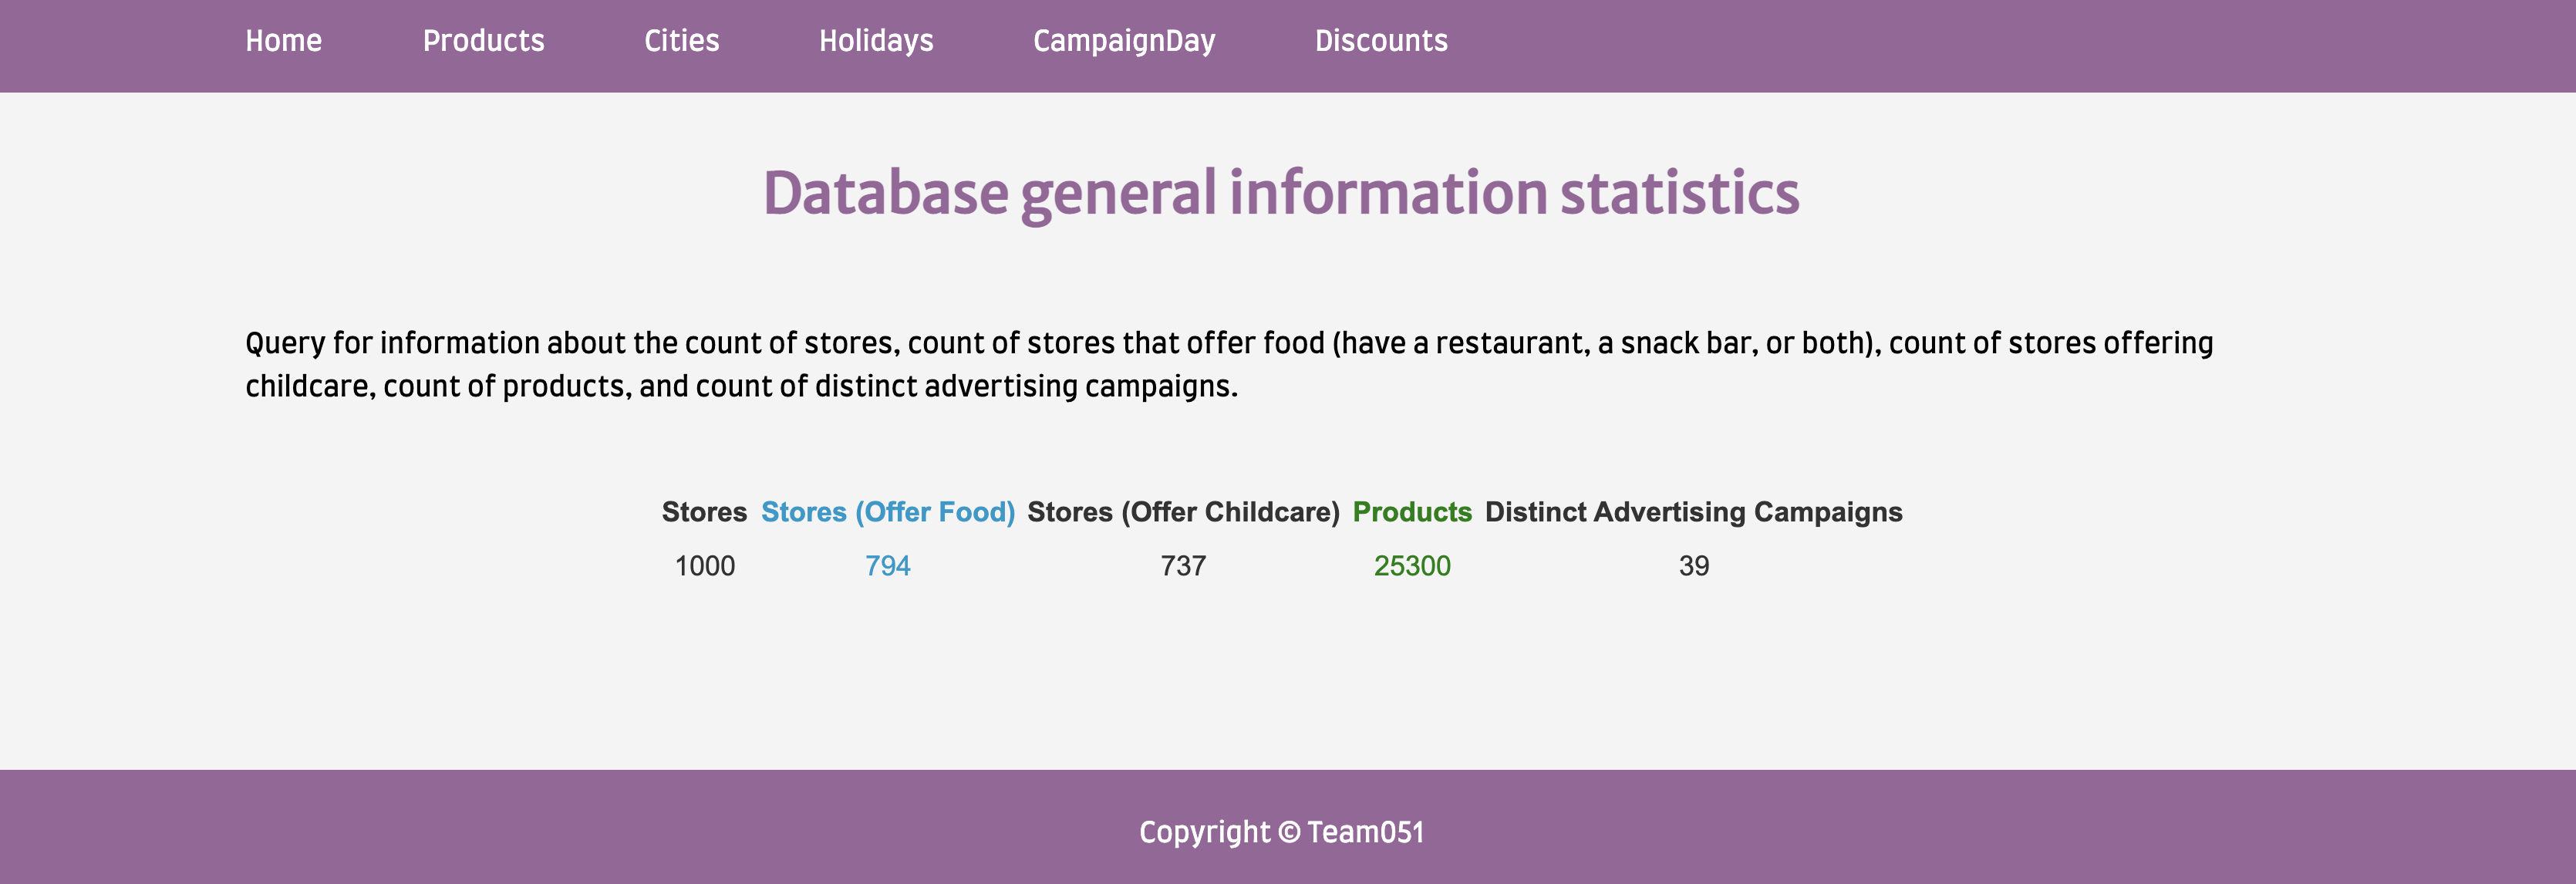 Home Products Cities Holidays CampaignDay Discounts
Database general information statistics
Query for information about the count of stores, count of stores that offer food (have a restaurant, a snack bar, or both), count of stores offering
childcare, count of products, and count of distinct advertising campaigns.
Stores Stores (Offer Food) Stores (Offer Childcare) Products Distinct Advertising Campaigns
1000 794 737 25300 39
Copyright © Team051